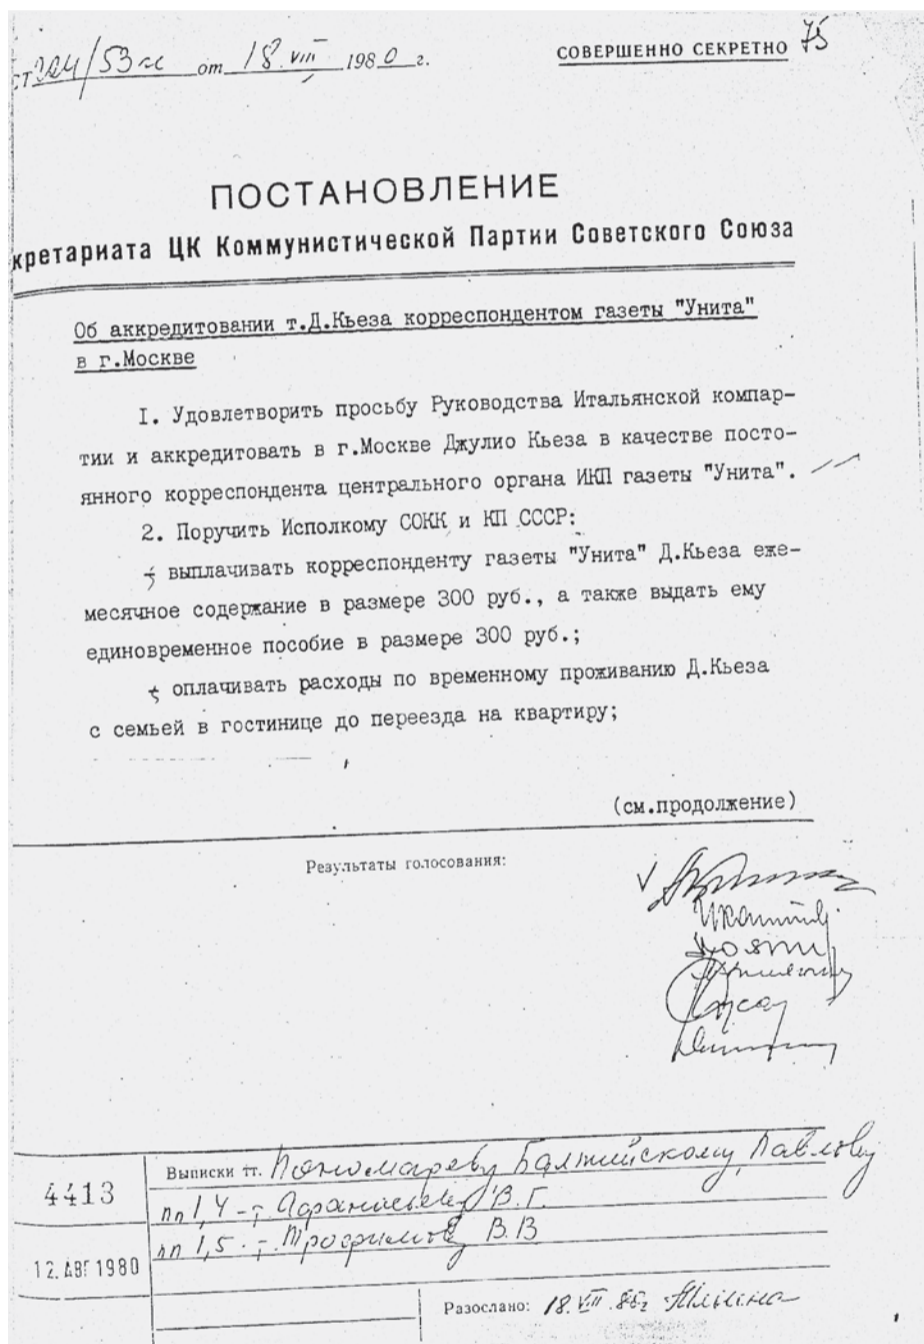 СТ 224/53гс от 18.VIII 1980 г.
СОВЕРШЕННО СЕКРЕТНО 75
ПОСТАНОВЛЕНИЕ
кретариата ЦК Коммунистической Партии Советского Союза
Об аккредитовании т.Д.Кьеза корреспондентом газеты "Унита"
в г.Москве
I. Удовлетворить просьбу Руководства Итальянской компар-
тии и аккредитовать в г.Москве Джулио Кьеза в качестве посто-
янного корреспондента центрального органа ИКП газеты "Унита".
2. Поручить Исполкому СОКК и КП СССР:
- выплачивать корреспонденту газеты "Унита" Д.Кьеза еже-
месячное содержание в размере 300 руб., а также выдать ему
единовременное пособие в размере 300 руб.;
- оплачивать расходы по временному проживанию Д.Кьеза
с семьей в гостинице до переезда на квартиру;
(см.продолжение)
Результаты голосования:
4413
Выписки тт. Пономареву, Балтийскому, Павлову
пп 1,4 - т. Афанасьеву В.Г.
пп 1,5 - т. Трофимову В.В
12. АВГ 1980
Разослано: 18.VIII.80г